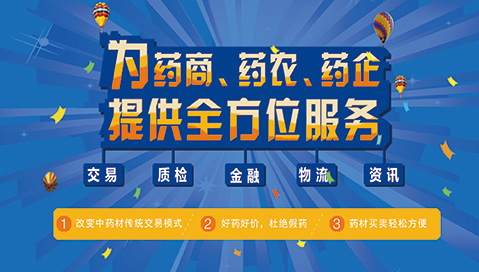 为药商、药农、药企
提供全方位服务
交易 质检 金融 物流 资讯
1 改变中药材传统交易模式 2 好药好价，杜绝假药 3 药材买卖轻松方便